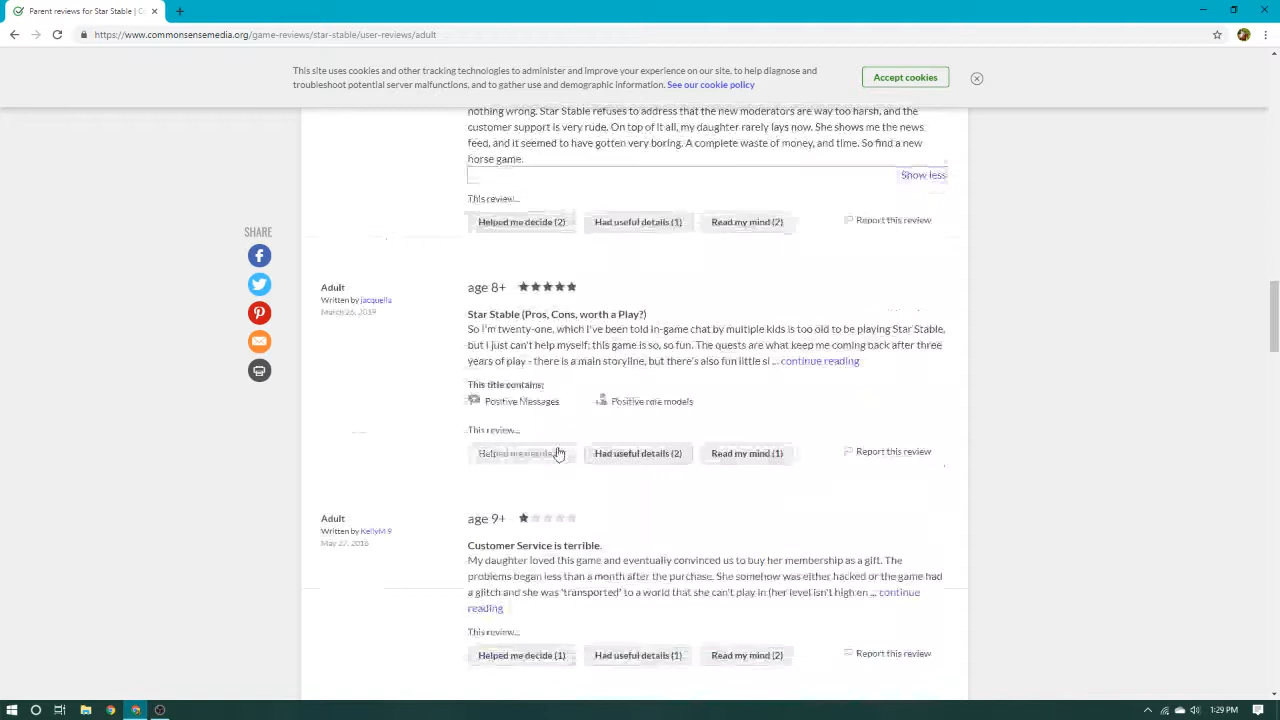 Parent reviews for Star Stable | C
https://www.commonsensemedia.org/game-reviews/star-stable/user-reviews/adult
This site uses cookies and other tracking technologies to administer and improve your experience on our site, to help diagnose and
troubleshoot potential server malfunctions, and to gather use and demographic information. See our cookie policy
Accept cookies
nothing wrong. Star Stable refuses to address that the new moderators are way too harsh, and the
customer support is very rude. On top of it all, my daughter rarely lays now. She shows me the news
feed, and it seemed to have gotten very boring. A complete waste of money, and time. So find a new
horse game.
Show less
This review...
Helped me decide (2) Had useful details (1) Read my mind (2) Report this review
SHARE
Adult
Written by jacquella
March 26, 2019
age 8+
Star Stable (Pros, Cons, worth a Play?)
So I'm twenty-one, which I've been told in-game chat by multiple kids is too old to be playing Star Stable,
but I just can't help myself; this game is so, so fun. The quests are what keep me coming back after three
years of play - there is a main storyline, but there's also fun little si ... continue reading
This title contains:
Positive Messages Positive role models
This review...
Helped me Had useful details (2) Read my mind (1) Report this review
Adult
Written by KellyM 9
May 27, 2016
age 9+
Customer Service is terrible.
My daughter loved this game and eventually convinced us to buy her membership as a gift. The
problems began less than a month after the purchase. She somehow was either hacked or the game had
a glitch and she was 'transported' to a world that she can't play in (her level isn't high en ... continue
reading
This review...
Helped me decide (1) Had useful details (1) Read my mind (2) Report this review
1:29 PM